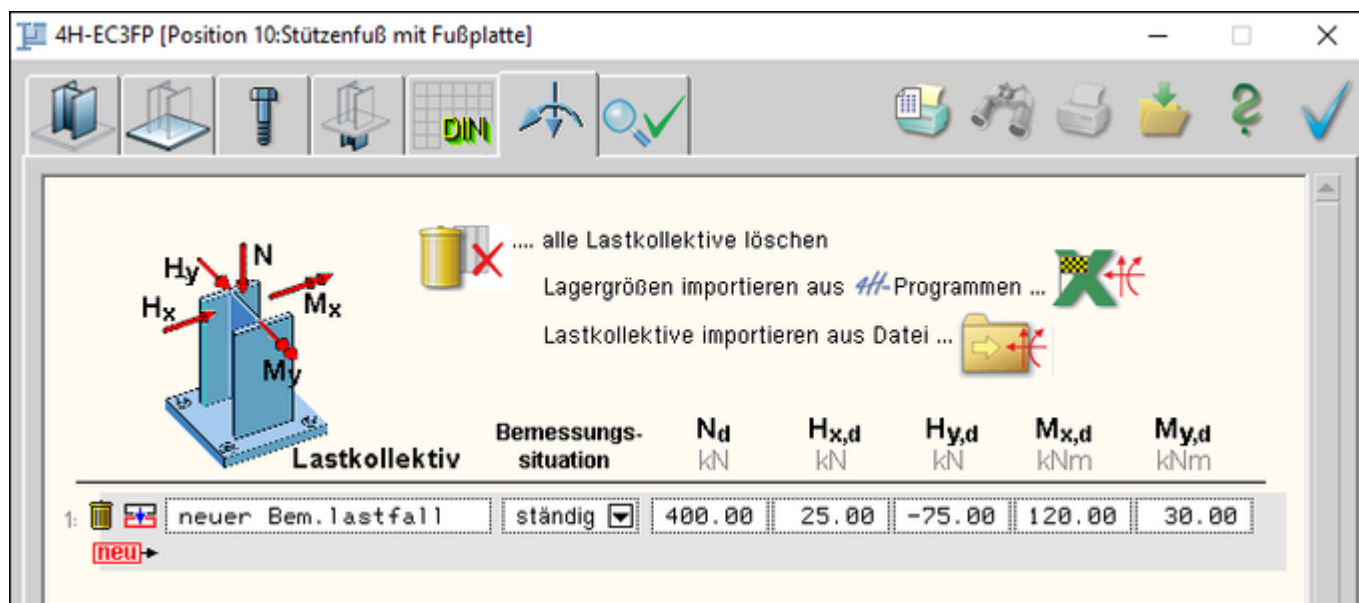 4H-EC3FP [Position 10:Stützenfuß mit Fußplatte]
DIN
.... alle Lastkollektive löschen
Lagergrößen importieren aus 4H-Programmen ...
Lastkollektive importieren aus Datei ...
Hy N
Hx Mx
My
Lastkollektiv Bemessungs-situation Nd kN Hx,d kN Hy,d kN Mx,d kNm My,d kNm
1: neuer Bem.lastfall ständig 400.00 25.00 -75.00 120.00 30.00
neu